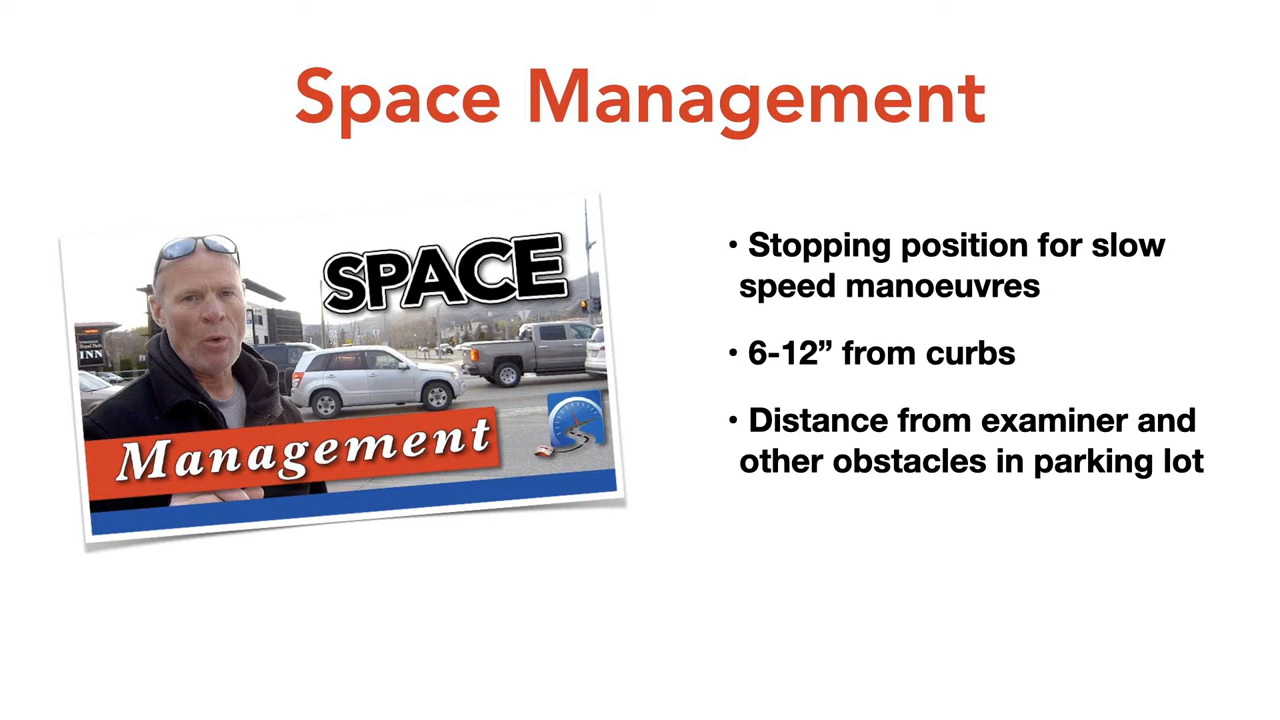 Space Management
SPACE
INN
Management
• Stopping position for slow
speed manoeuvres
• 6-12” from curbs
• Distance from examiner and
other obstacles in parking lot